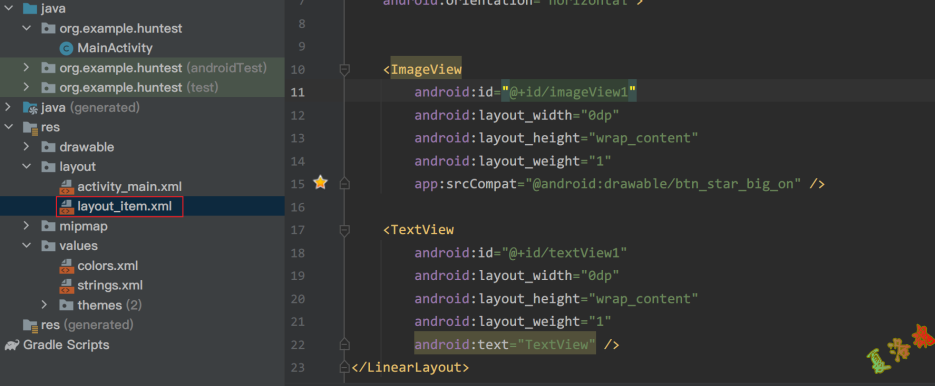 java
org.example.huntest
MainActivity
org.example.huntest (androidTest)
org.example.huntest (test)
java (generated)
res
drawable
layout
activity_main.xml
layout_item.xml
mipmap
values
colors.xml
strings.xml
themes (2)
res (generated)
Gradle Scripts
7 android:orientation="horizontal">
8
9
10 <ImageView
11 android:id="@+id/imageView1"
12 android:layout_width="0dp"
13 android:layout_height="wrap_content"
14 android:layout_weight="1"
15 app:srcCompat="@android:drawable/btn_star_big_on" />
16
17 <TextView
18 android:id="@+id/textView1"
19 android:layout_width="0dp"
20 android:layout_height="wrap_content"
21 android:layout_weight="1"
22 android:text="TextView" />
23 </LinearLayout>